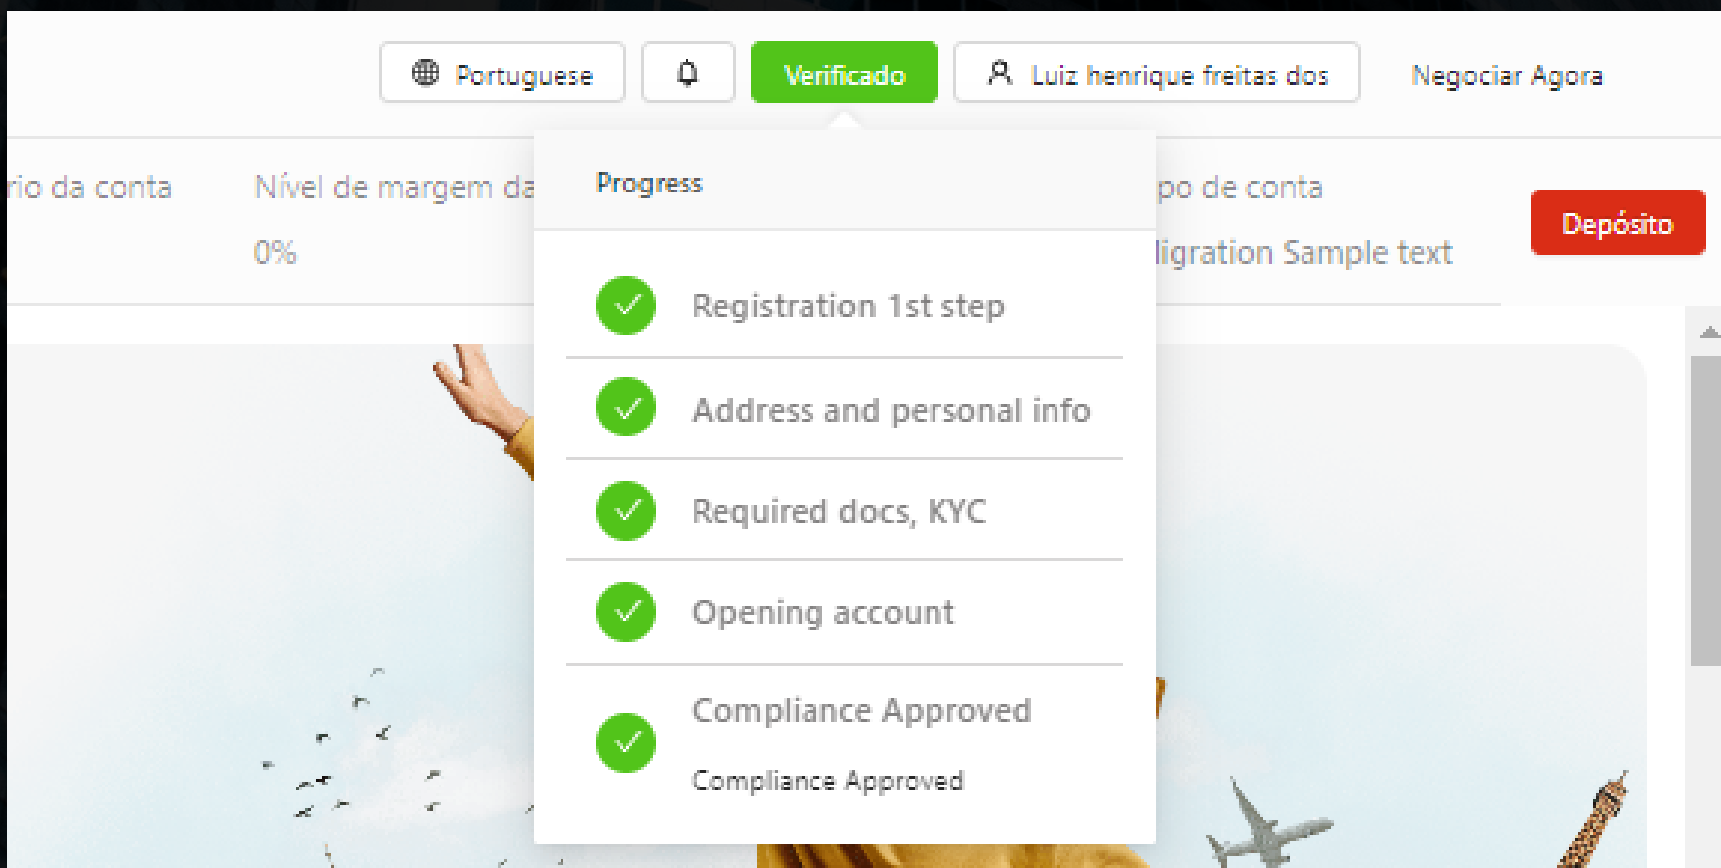 Portuguese
Verificado
Luiz henrique freitas dos
Negociar Agora
rio da conta
Nível de margem da
po de conta
0%
igration Sample text
Depósito
Progress
Registration 1st step
Address and personal info
Required docs, KYC
Opening account
Compliance Approved
Compliance Approved